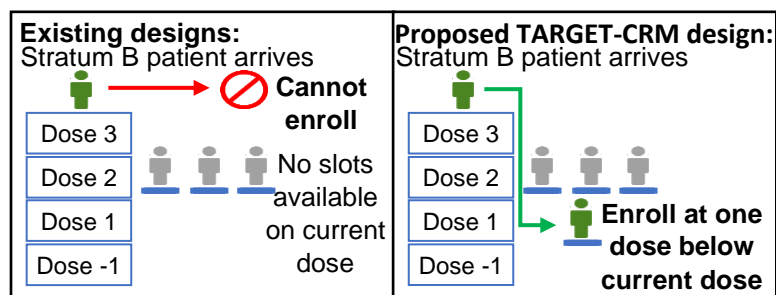 Existing designs:
Stratum B patient arrives
Cannot
enroll
Dose 3
Dose 2
Dose 1
Dose -1
No slots
available
on current
dose
Proposed TARGET-CRM design:
Stratum B patient arrives
Dose 3
Dose 2
Dose 1
Dose -1
Enroll at one
dose below
current dose